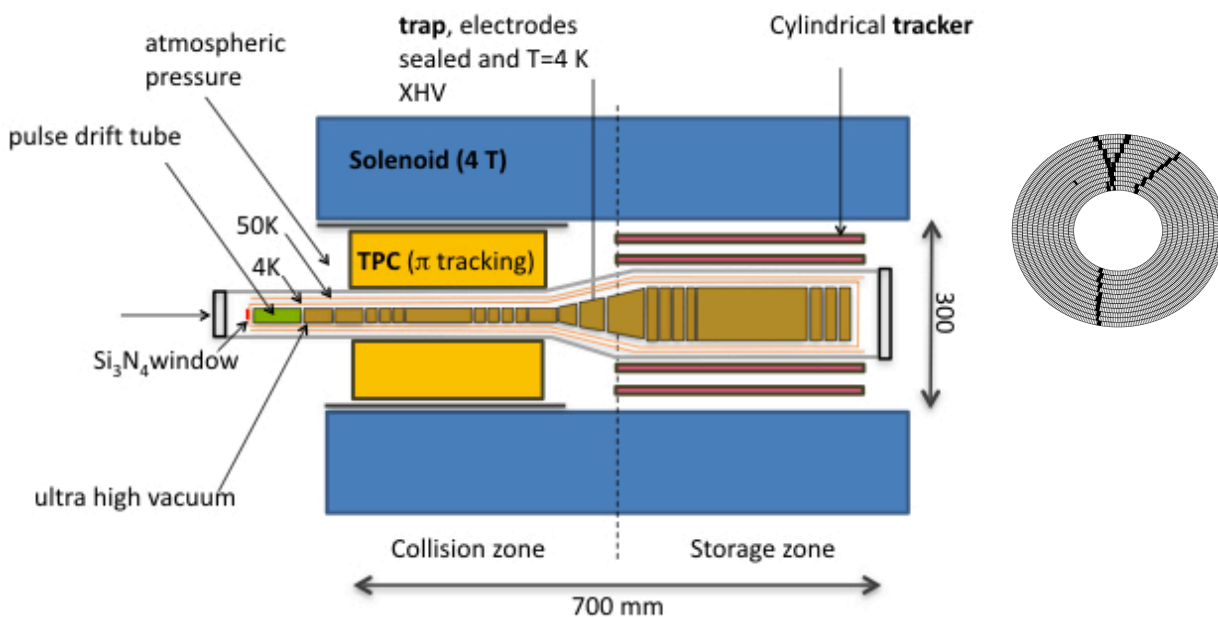 trap, electrodes
sealed and T=4 K
XHV
Cylindrical tracker
atmospheric
pressure
pulse drift tube
Solenoid (4 T)
50K
4K
TPC (π tracking)
300
Si₃N₄window
ultra high vacuum
Collision zone
Storage zone
700 mm